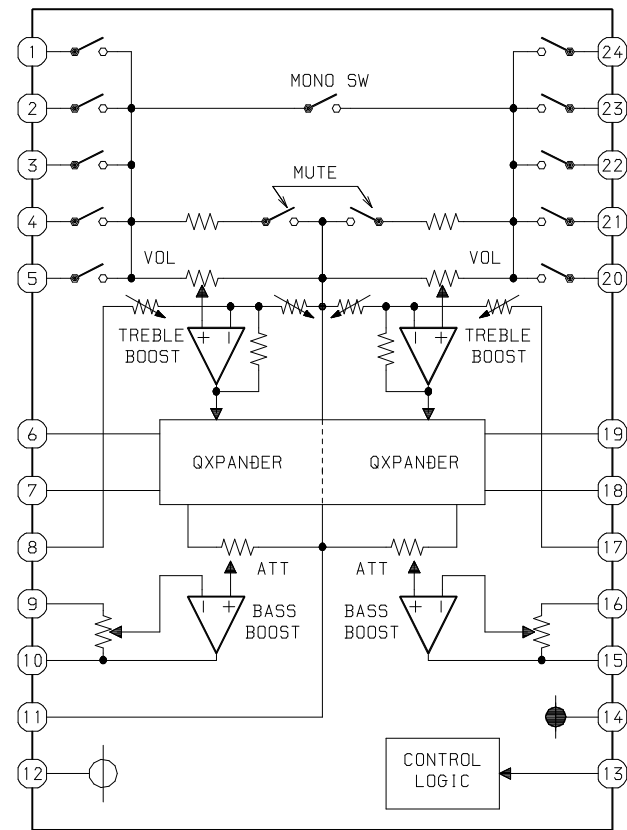 1
24
MONO SW
2
23
3
22
MUTE
4
21
VOL
VOL
5
20
+
−
−
+
TREBLE
BOOST
TREBLE
BOOST
6
19
QXPANDER
QXPANDER
7
18
8
17
ATT
ATT
9
16
−
+
+
−
BASS
BOOST
BASS
BOOST
10
15
11
14
12
13
CONTROL
LOGIC